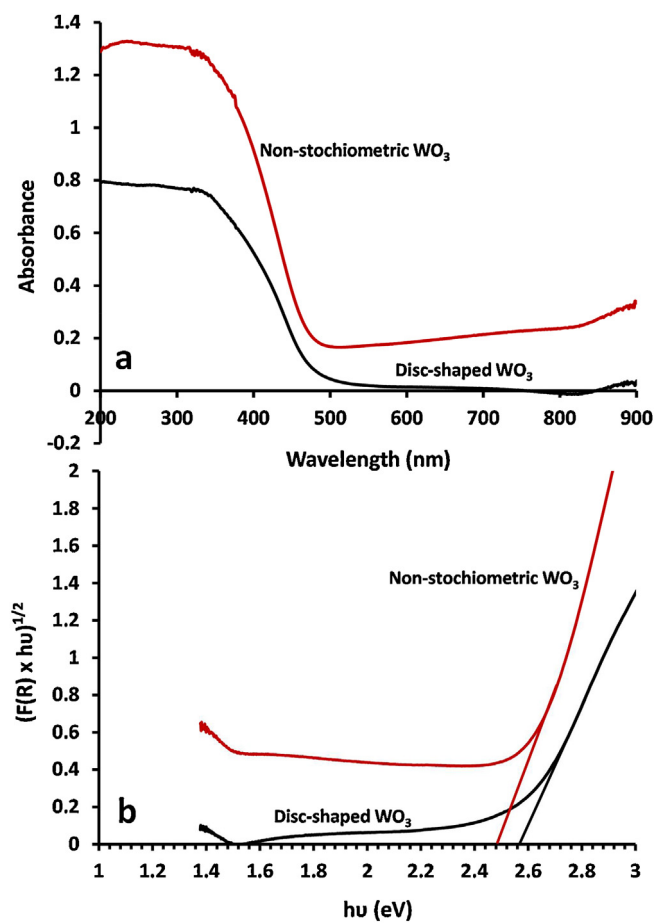 1.4
1.2
1
0.8
0.6
0.4
0.2
0
-0.2
Absorbance
Non-stochiometric WO₃
Disc-shaped WO₃
a
200 300 400 500 600 700 800 900
Wavelength (nm)
2
1.8
1.6
1.4
1.2
1
0.8
0.6
0.4
0.2
0
(F(R) x hυ)^1/2
Non-stochiometric WO₃
Disc-shaped WO₃
b
1 1.2 1.4 1.6 1.8 2 2.2 2.4 2.6 2.8 3
hυ (eV)